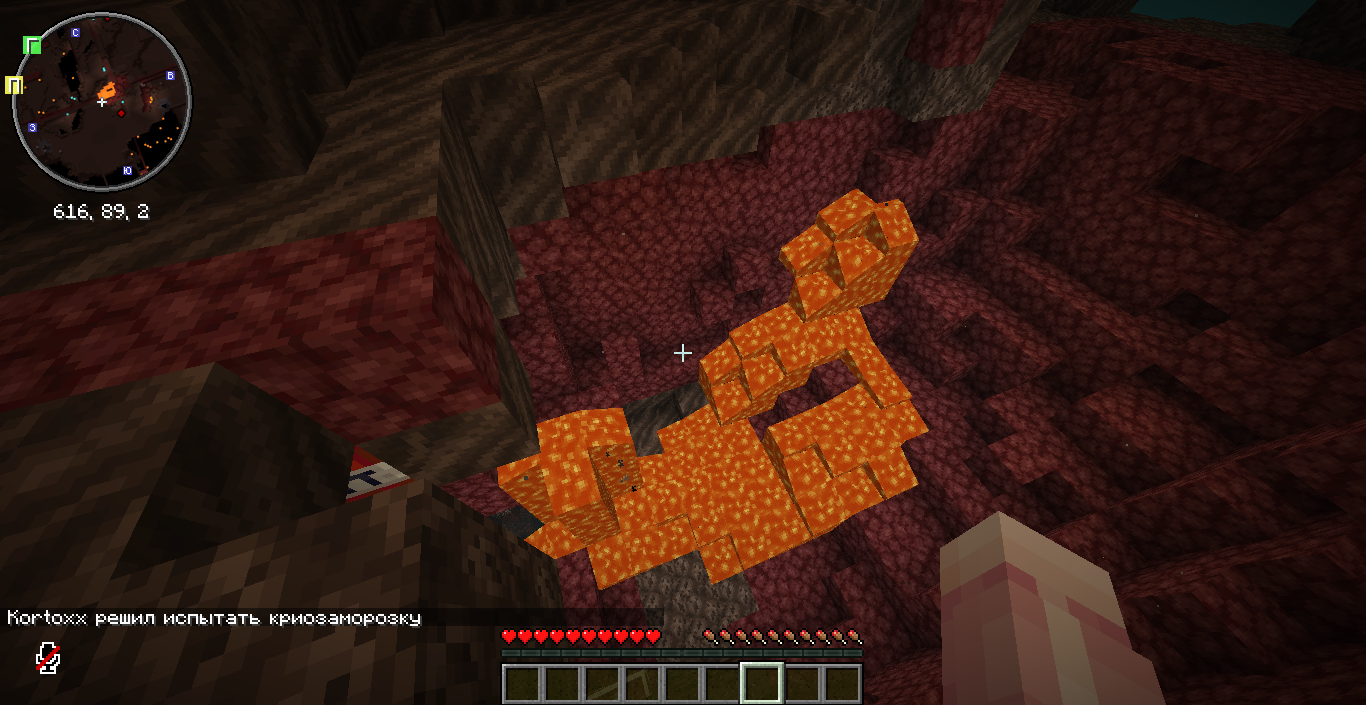 С
Г
П
В
З
Ю
616, 89, 2
Kortoxx решил испытать криозаморозку